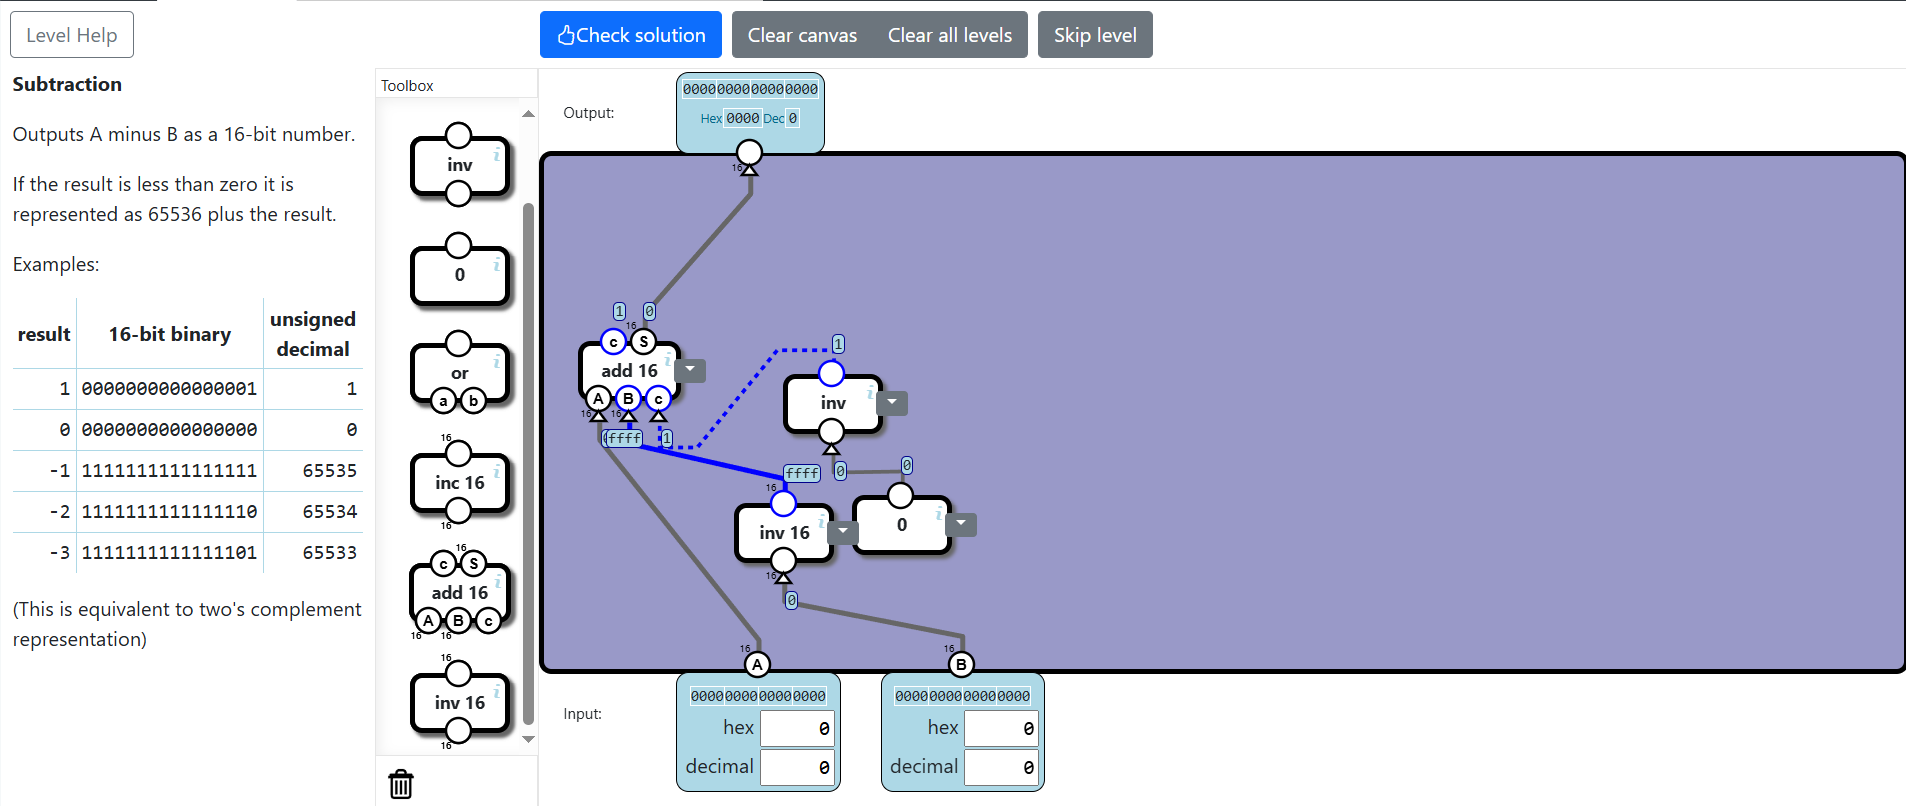 Level Help
Check solution
Clear canvas
Clear all levels
Skip level
Subtraction
Outputs A minus B as a 16-bit number.
If the result is less than zero it is
represented as 65536 plus the result.
Examples:
result 16-bit binary unsigned decimal
1 0000000000000001 1
0 0000000000000000 0
-1 1111111111111111 65535
-2 1111111111111110 65534
-3 1111111111111101 65533
(This is equivalent to two's complement
representation)
Toolbox
inv i
0 i
or i
a b
16
inc 16 i
16
16
c S
add 16 i
A B c
16 16
16
inv 16 i
16
Output:
0000000000000000
Hex 0000 Dec 0
16
1 0
16
c S
add 16
A B c
16 16
ffff 1
1
inv i
0 0
ffff
16
inv 16 i
16
0 i
0
16 16
A B
Input:
0000000000000000
hex 0
decimal 0
0000000000000000
hex 0
decimal 0